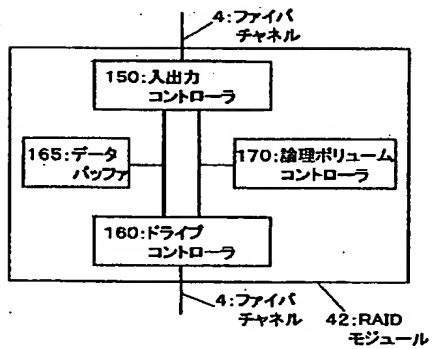 4:ファイバ
チャネル
150:入出力
コントローラ
165:データ
バッファ
170:論理ボリューム
コントローラ
160:ドライブ
コントローラ
4:ファイバ
チャネル
42:RAID
モジュール